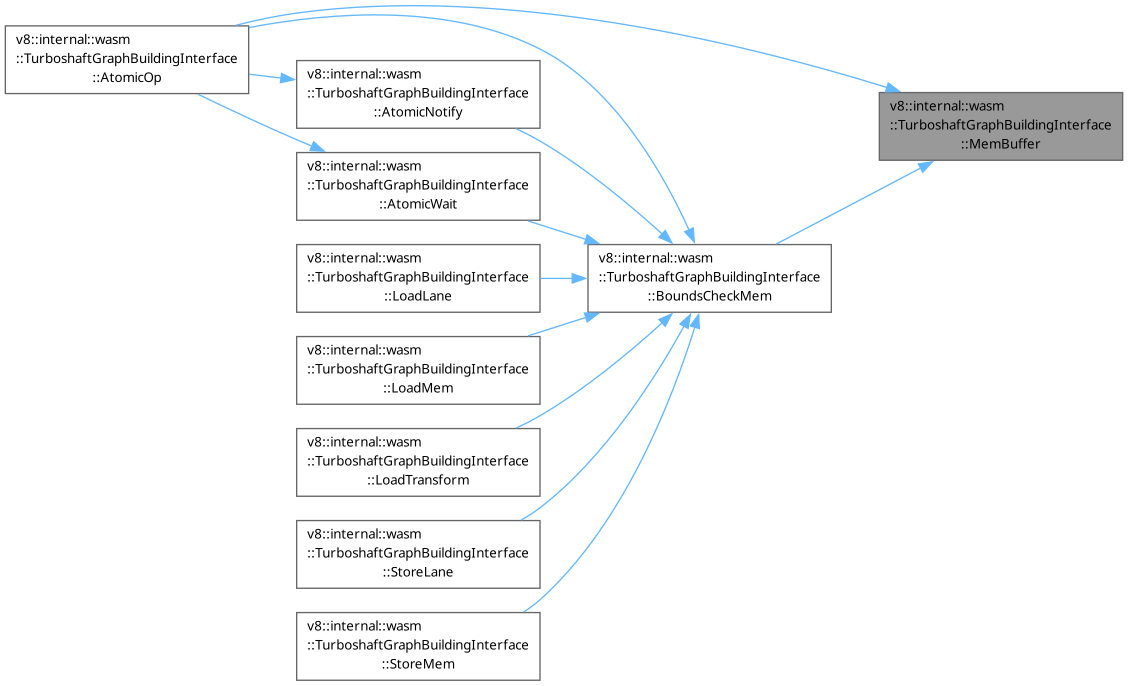 v8::internal::wasm
::TurboshaftGraphBuildingInterface
::AtomicOp
v8::internal::wasm
::TurboshaftGraphBuildingInterface
::AtomicNotify
v8::internal::wasm
::TurboshaftGraphBuildingInterface
::MemBuffer
v8::internal::wasm
::TurboshaftGraphBuildingInterface
::AtomicWait
v8::internal::wasm
::TurboshaftGraphBuildingInterface
::LoadLane
v8::internal::wasm
::TurboshaftGraphBuildingInterface
::BoundsCheckMem
v8::internal::wasm
::TurboshaftGraphBuildingInterface
::LoadMem
v8::internal::wasm
::TurboshaftGraphBuildingInterface
::LoadTransform
v8::internal::wasm
::TurboshaftGraphBuildingInterface
::StoreLane
v8::internal::wasm
::TurboshaftGraphBuildingInterface
::StoreMem